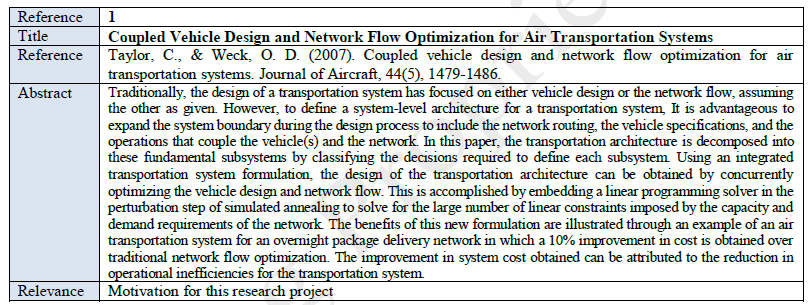 Reference 1
Title Coupled Vehicle Design and Network Flow Optimization for Air Transportation Systems
Reference Taylor, C., & Weck, O. D. (2007). Coupled vehicle design and network flow optimization for air
transportation systems. Journal of Aircraft, 44(5), 1479-1486.
Abstract Traditionally, the design of a transportation system has focused on either vehicle design or the network flow, assuming
the other as given. However, to define a system-level architecture for a transportation system, It is advantageous to
expand the system boundary during the design process to include the network routing, the vehicle specifications, and the
operations that couple the vehicle(s) and the network. In this paper, the transportation architecture is decomposed into
these fundamental subsystems by classifying the decisions required to define each subsystem. Using an integrated
transportation system formulation, the design of the transportation architecture can be obtained by concurrently
optimizing the vehicle design and network flow. This is accomplished by embedding a linear programming solver in the
perturbation step of simulated annealing to solve for the large number of linear constraints imposed by the capacity and
demand requirements of the network. The benefits of this new formulation are illustrated through an example of an air
transportation system for an overnight package delivery network in which a 10% improvement in cost is obtained over
traditional network flow optimization. The improvement in system cost obtained can be attributed to the reduction in
operational inefficiencies for the transportation system.
Relevance Motivation for this research project